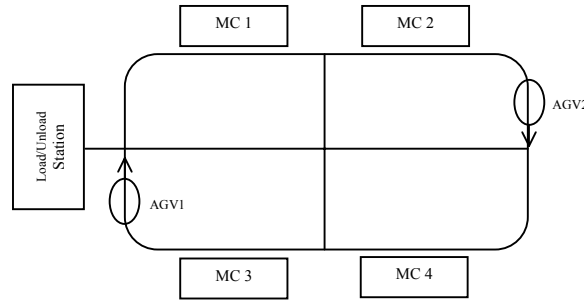 MC 1
MC 2
Load/Unload
Station
AGV2
AGV1
MC 3
MC 4